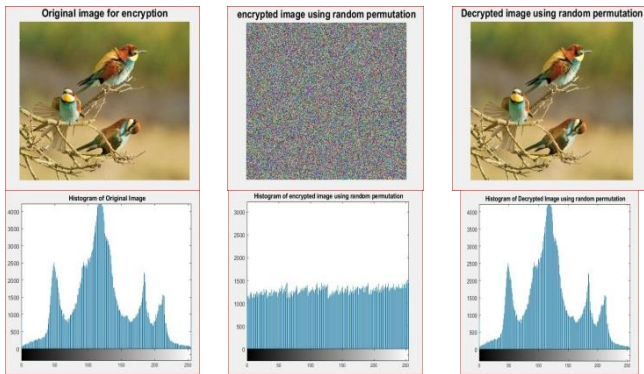 Original image for encryption
encrypted image using random permutation
Decrypted image using random permutation
Histogram of Original Image
4000
3500
3000
2500
2000
1500
1000
500
0
0 50 100 150 200 250
Histogram of encrypted image using random permutation
3000
2500
2000
1500
1000
500
0
0 50 100 150 200 250
Histogram of Decrypted Image using random permutation
4000
3500
3000
2500
2000
1500
1000
500
0
0 50 100 150 200 250